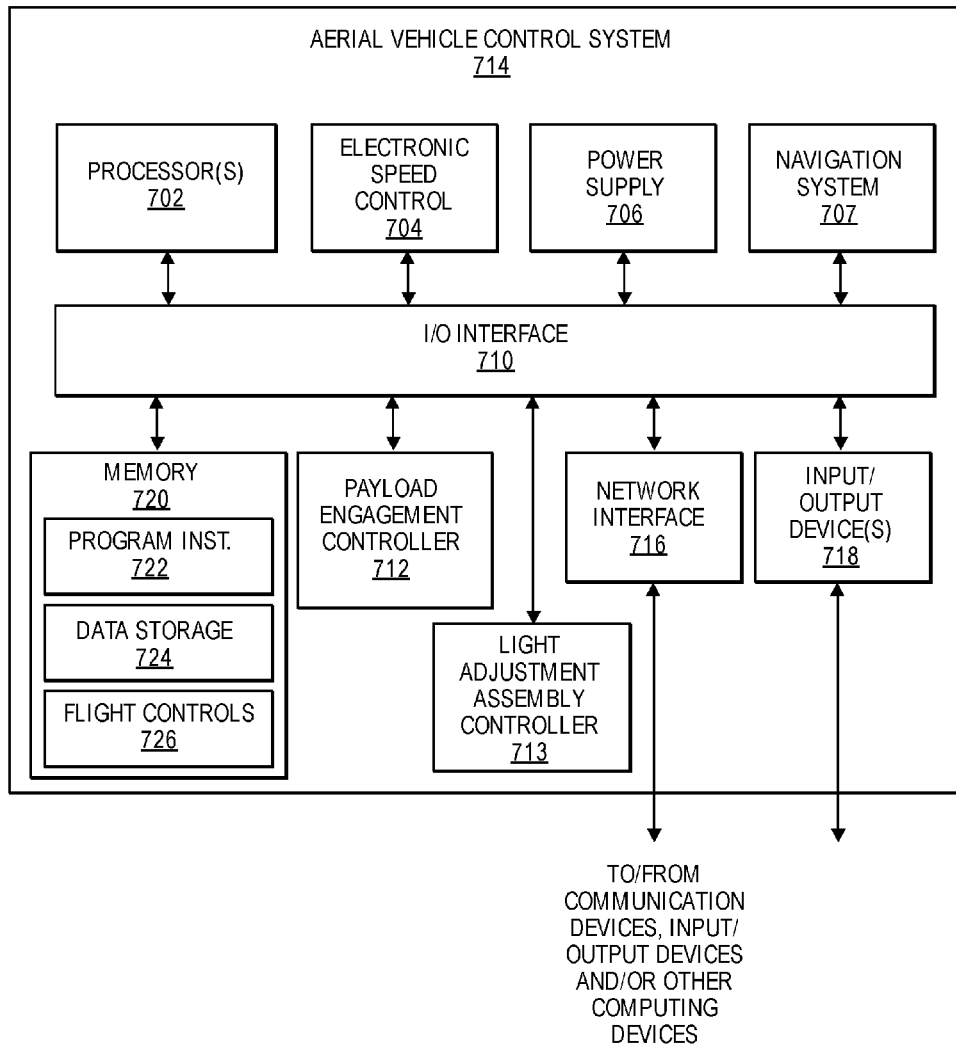 AERIAL VEHICLE CONTROL SYSTEM
714
PROCESSOR(S)
702
ELECTRONIC
SPEED
CONTROL
704
POWER
SUPPLY
706
NAVIGATION
SYSTEM
707
I/O INTERFACE
710
MEMORY
720
PROGRAM INST.
722
DATA STORAGE
724
FLIGHT CONTROLS
726
PAYLOAD
ENGAGEMENT
CONTROLLER
712
LIGHT
ADJUSTMENT
ASSEMBLY
CONTROLLER
713
NETWORK
INTERFACE
716
INPUT/
OUTPUT
DEVICE(S)
718
TO/FROM
COMMUNICATION
DEVICES, INPUT/
OUTPUT DEVICES
AND/OR OTHER
COMPUTING
DEVICES